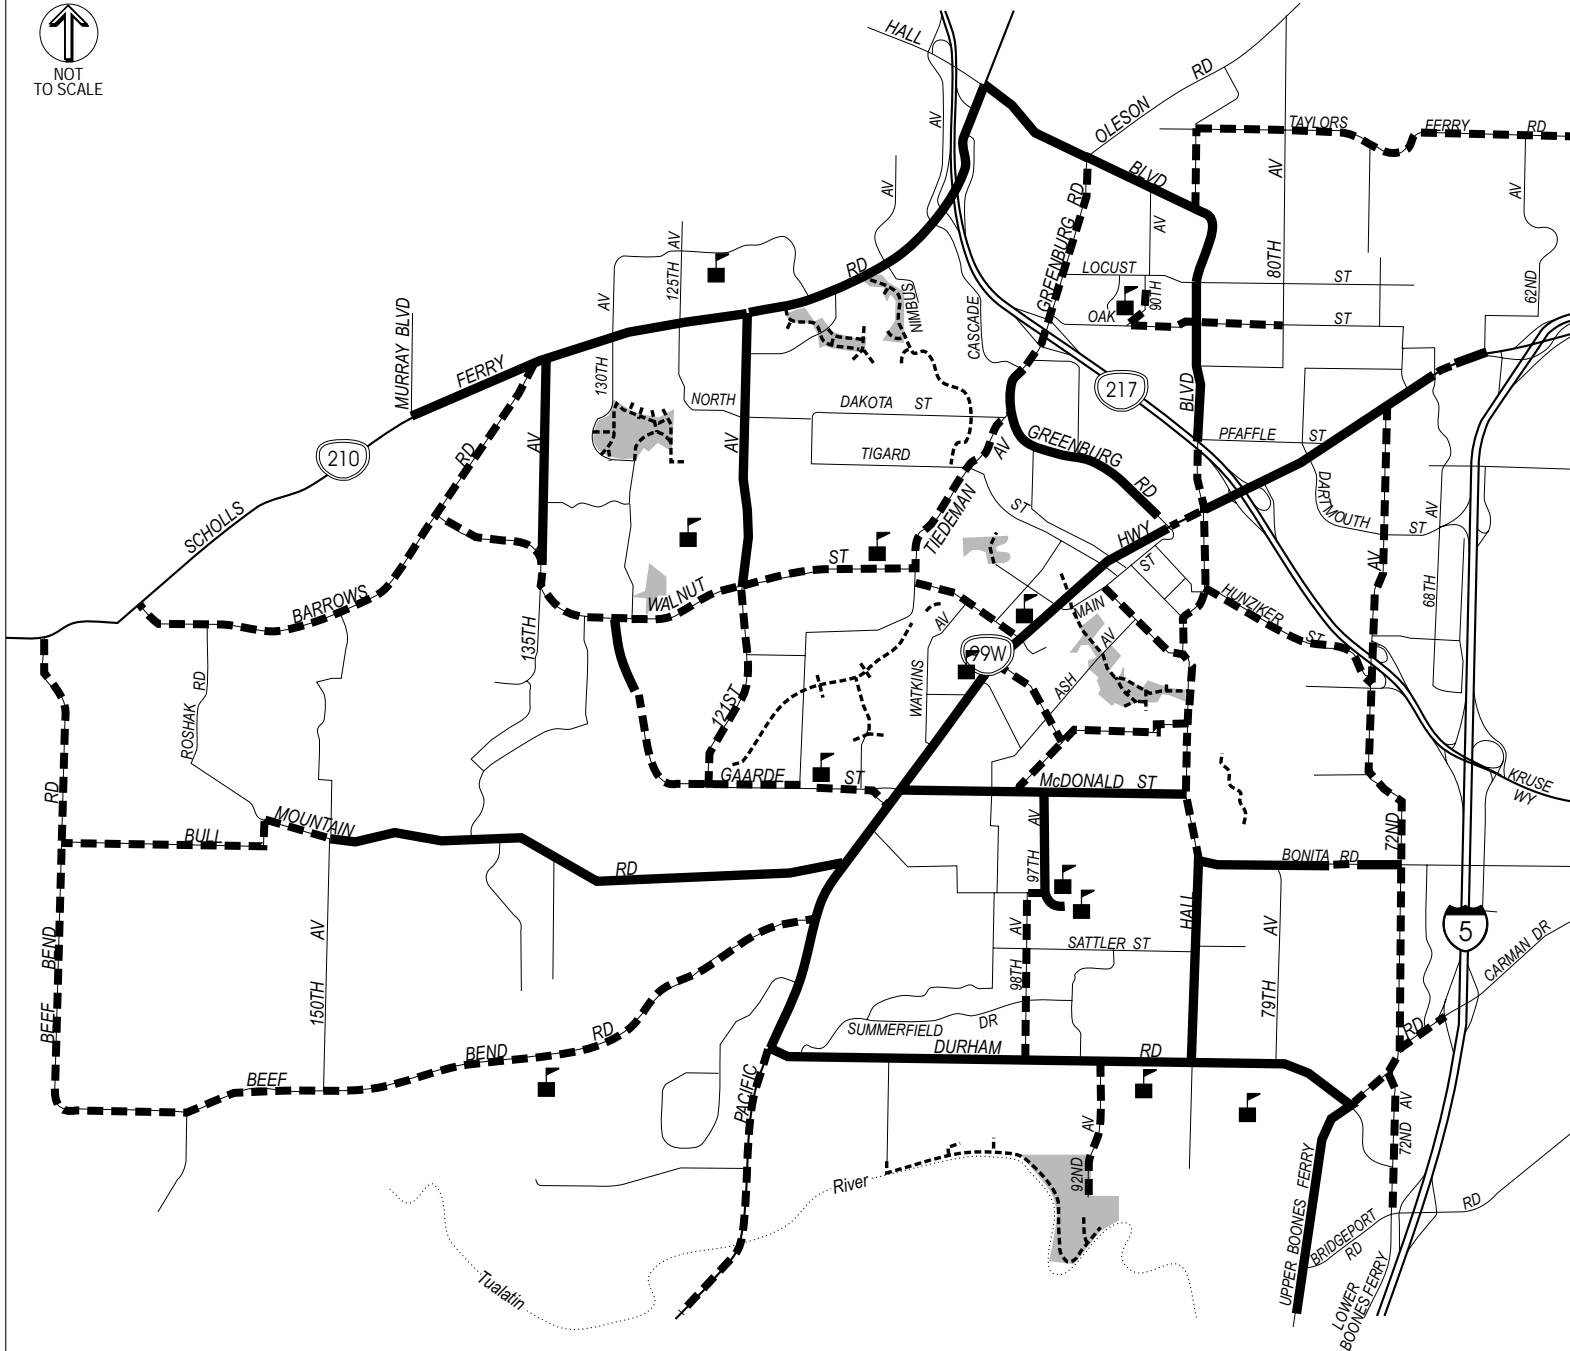 NOT
TO SCALE
HALL
OLESON RD
TAYLORS FERRY RD
AV
BLVD
AV
AV
AV
AV
80TH
62ND
GREENBURG RD
LOCUST ST
90TH
OAK ST
125TH AV
RD
NIMBUS
CASCADE
MURRAY BLVD
FERRY
130TH AV
NORTH DAKOTA ST
217
BLVD
PFAFFLE ST
GREENBURG RD
TIGARD ST
210
RD
AV
AV
AV
TIEDEMAN
DARTMOUTH ST
AV
68TH
AV
SCHOLLS
HWY
ST
MAIN
BARROWS
WALNUT ST
HUNZIKER ST
135TH
99W
AV
WATKINS
ASH AV
ROSHAK RD
121ST
GAARDE ST
McDONALD ST
KRUSE WY
RD
BULL MOUNTAIN RD
AV
97TH
72ND
BONITA RD
HALL
AV
79TH
AV
98TH
SATTLER ST
5
CARMAN DR
BEND
BEEF
AV
150TH
SUMMERFIELD DR
DURHAM RD
RD
BEEF BEND RD
PACIFIC
AV
92ND
72ND AV
River
Tualatin
UPPER BOONES FERRY
BRIDGEPORT RD
RD
LOWER
BOONES FERRY